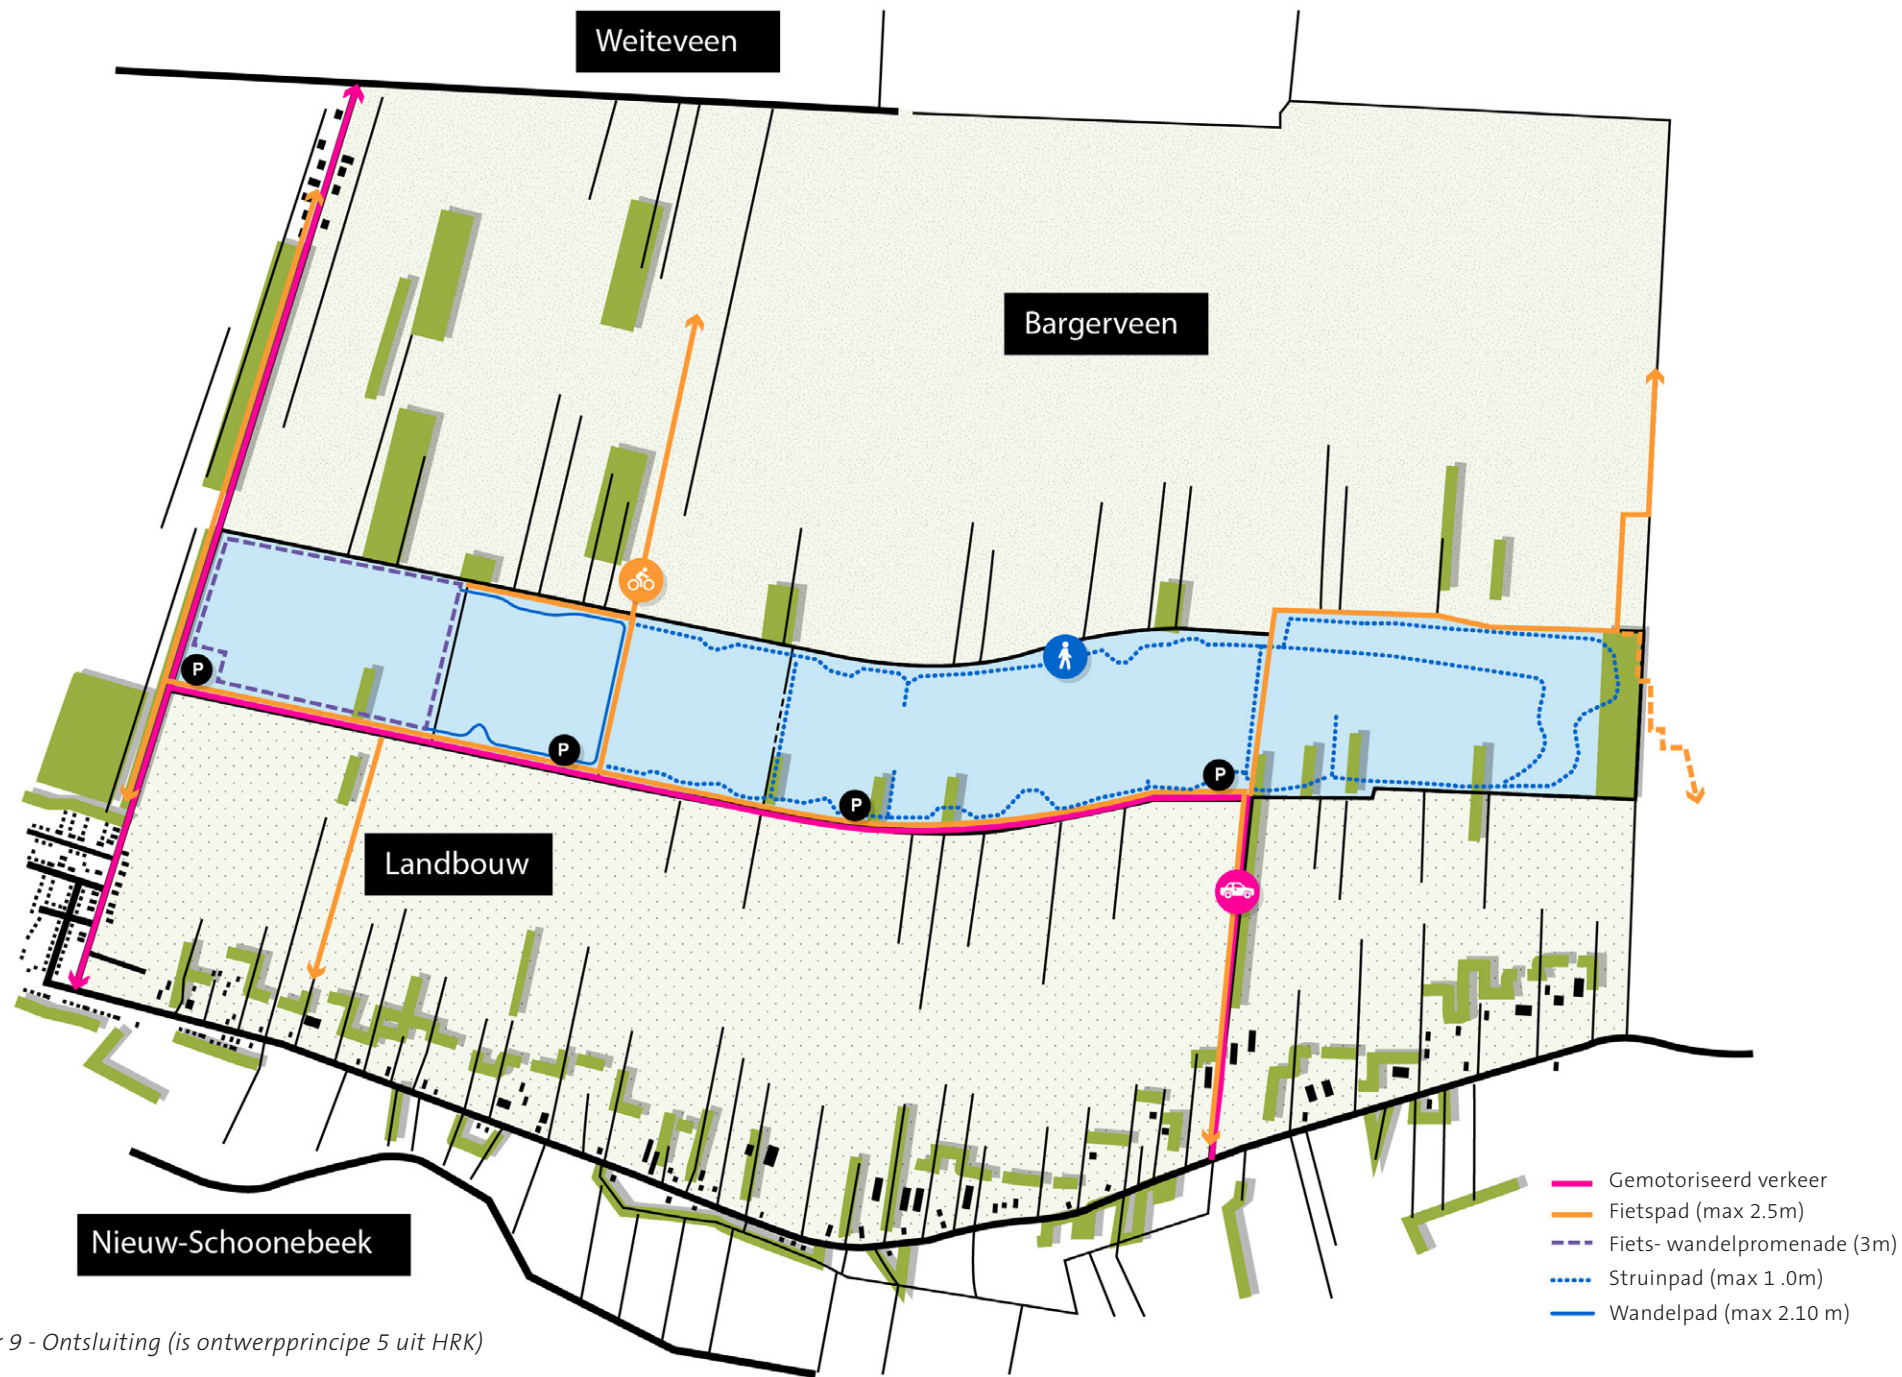 Weiteveen
Bargerveen
P
P
P
P
Landbouw
Nieuw-Schoonebeek
Gemotoriseerd verkeer
Fietspad (max 2.5m)
Fiets- wandelpromenade (3m)
Struinpad (max 1 .0m)
Wandelpad (max 2.10 m)
r 9 - Ontsluiting (is ontwerpprincipe 5 uit HRK)